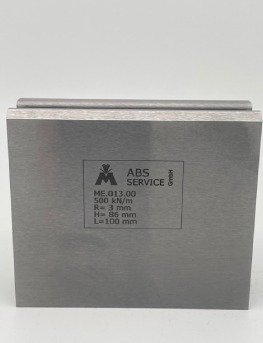 ABS
SERVICE GmbH
ME.013.00
500 kN/m
R= 3 mm
H= 86 mm
L=100 mm